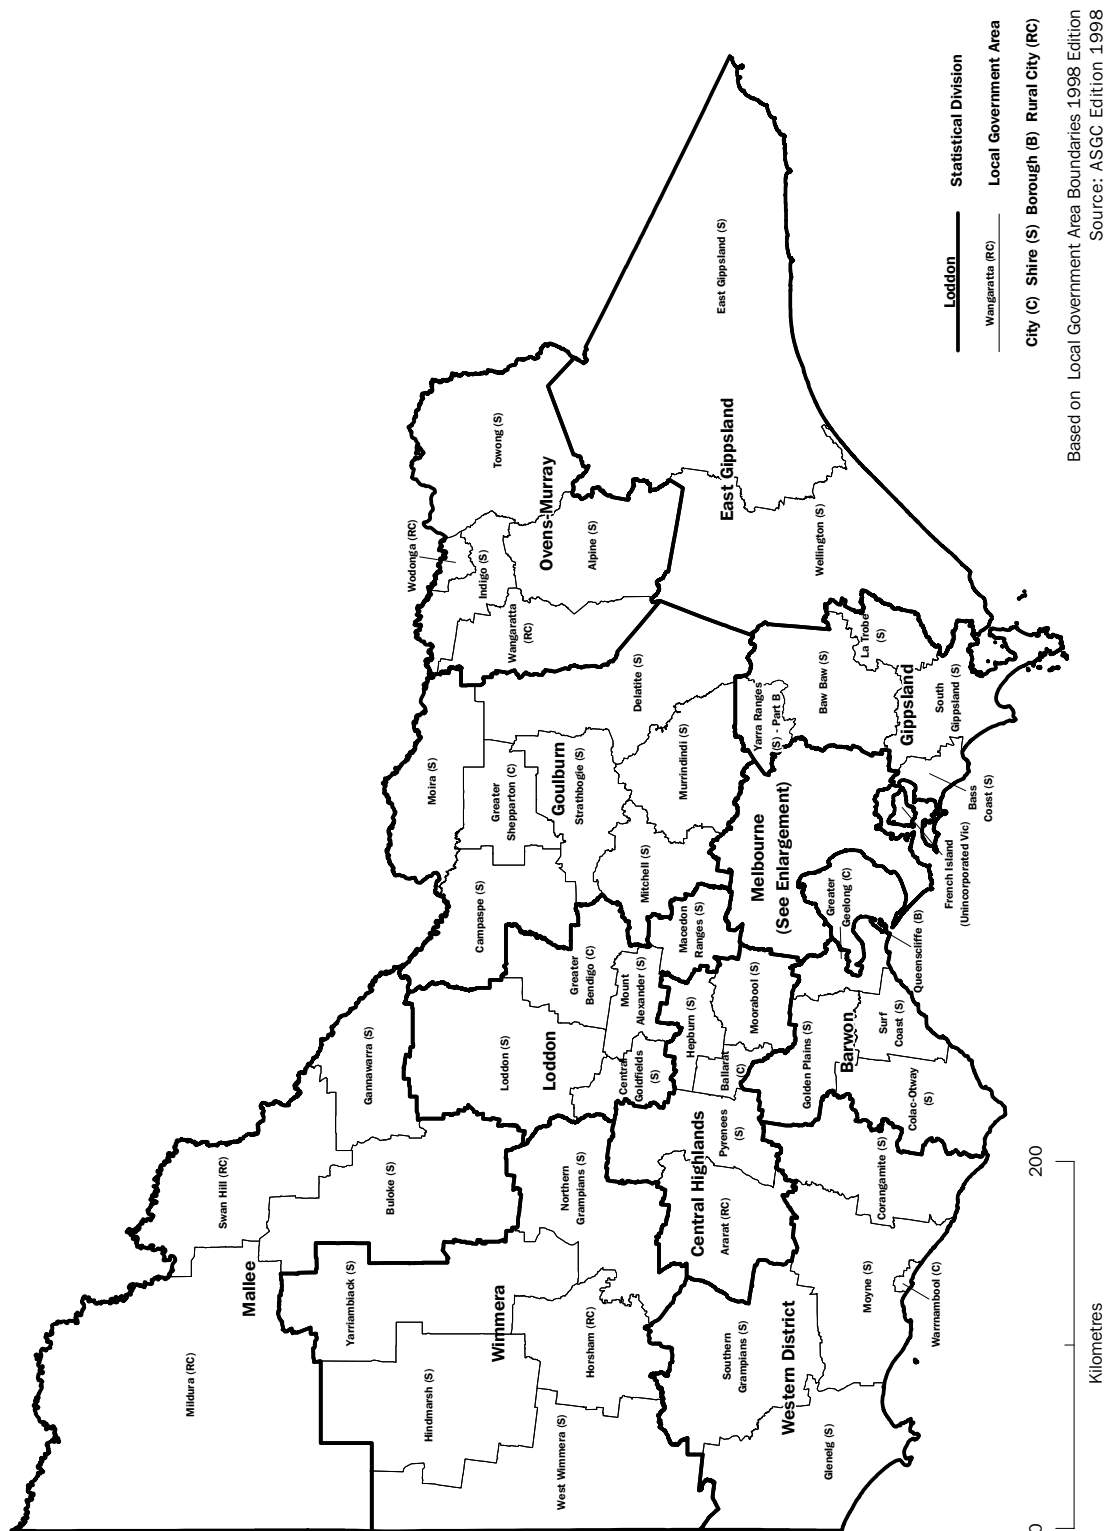 Mildura (RC)
Mallee
Swan Hill (RC)
Buloke (S)
Gannawarra (S)
Yarriambiack (S)
Wimmera
Hindmarsh (S)
West Wimmera (S)
Horsham (RC)
Northern
Grampians (S)
Loddon (S)
Loddon
Greater
Bendigo (C)
Mount
Alexander (S)
Central
Goldfields
(S)
Macedon
Ranges (S)
Campaspe (S)
Moira (S)
Greater
Shepparton (C)
Goulburn
Strathbogie (S)
Mitchell (S)
Murrindindi (S)
Delatite (S)
Wangaratta
(RC)
Indigo (S)
Wodonga (RC)
Towong (S)
Ovens-Murray
Alpine (S)
East Gippsland (S)
East Gippsland
Wellington (S)
Central Highlands
Ararat (RC)
Pyrenees
(S)
Ballarat
(C)
Hepburn (S)
Moorabool (S)
Melbourne
(See Enlargement)
Yarra Ranges
(S) - Part B
Baw Baw (S)
La Trobe
(S)
Gippsland
South
Gippsland (S)
Bass
Coast (S)
French Island
(Unincorporated Vic)
Western District
Southern
Grampians (S)
Glenelg (S)
Moyne (S)
Warrnambool (C)
Corangamite (S)
Golden Plains (S)
Barwon
Colac-Otway
(S)
Surf
Coast (S)
Greater
Geelong (C)
Queenscliffe (B)
Loddon Statistical Division
Wangaratta (RC) Local Government Area
City (C) Shire (S) Borough (B) Rural City (RC)
Based on Local Government Area Boundaries 1998 Edition
Source: ASGC Edition 1998
0 200
Kilometres